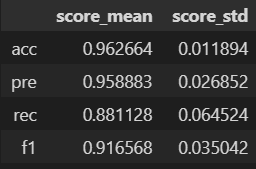 score_mean score_std
acc 0.962664 0.011894
pre 0.958883 0.026852
rec 0.881128 0.064524
f1 0.916568 0.035042